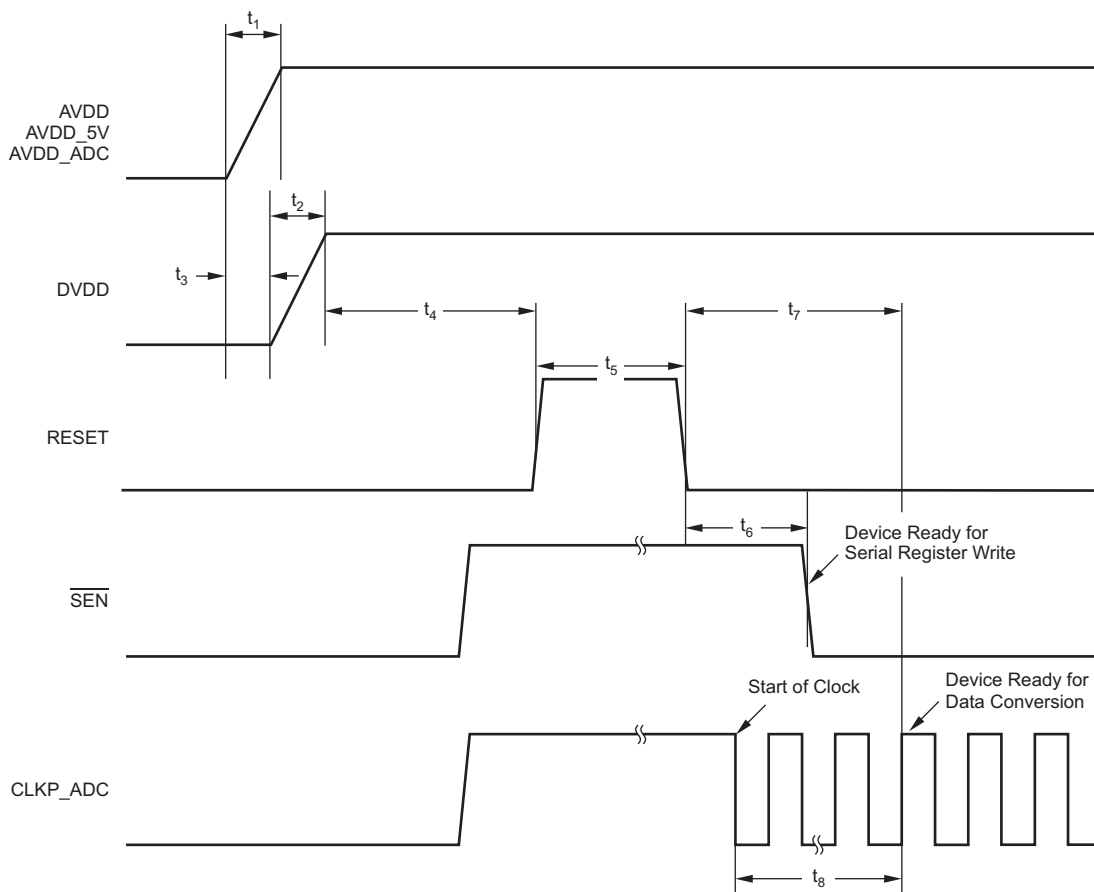 t1
AVDD
AVDD_5V
AVDD_ADC
t2
t3
DVDD
t4
t7
t5
RESET
t6
Device Ready for
Serial Register Write
SEN
Start of Clock
Device Ready for
Data Conversion
CLKP_ADC
t8